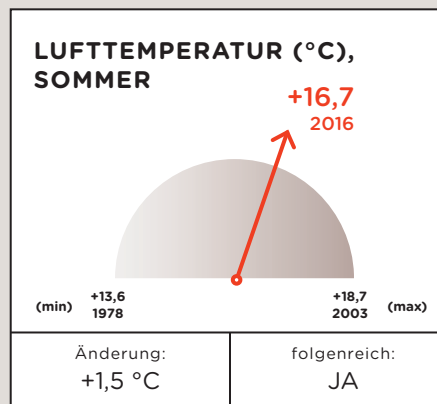 LUFTTEMPERATUR (°C),
SOMMER
+16,7
2016
(min) +13,6 +18,7 (max)
1978 2003
Änderung: folgenreich:
+1,5 °C JA